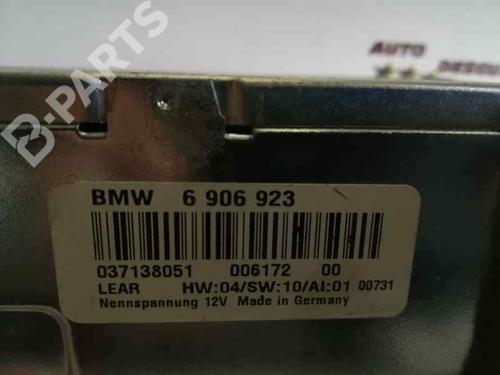 AUTO
B-PARTS
BMW 6 906 923
037138051 006172 00
LEAR HW:04/SW:10/AI:01 00731
Nennspannung 12V Made in Germany